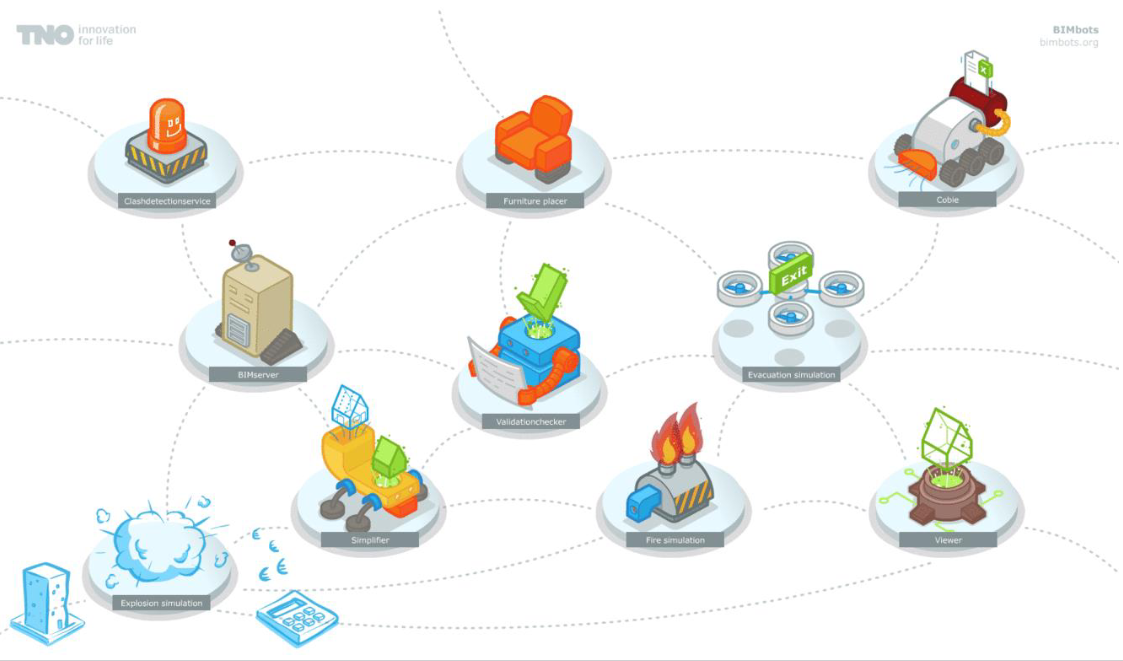 TNO innovation
for life
BIMbots
bimbots.org
Clashdetectionservice
Furniture placer
Cobie
BIMserver
Exit
Validationchecker
Evacuation simulation
Simplifier
Fire simulation
Viewer
Explosion simulation